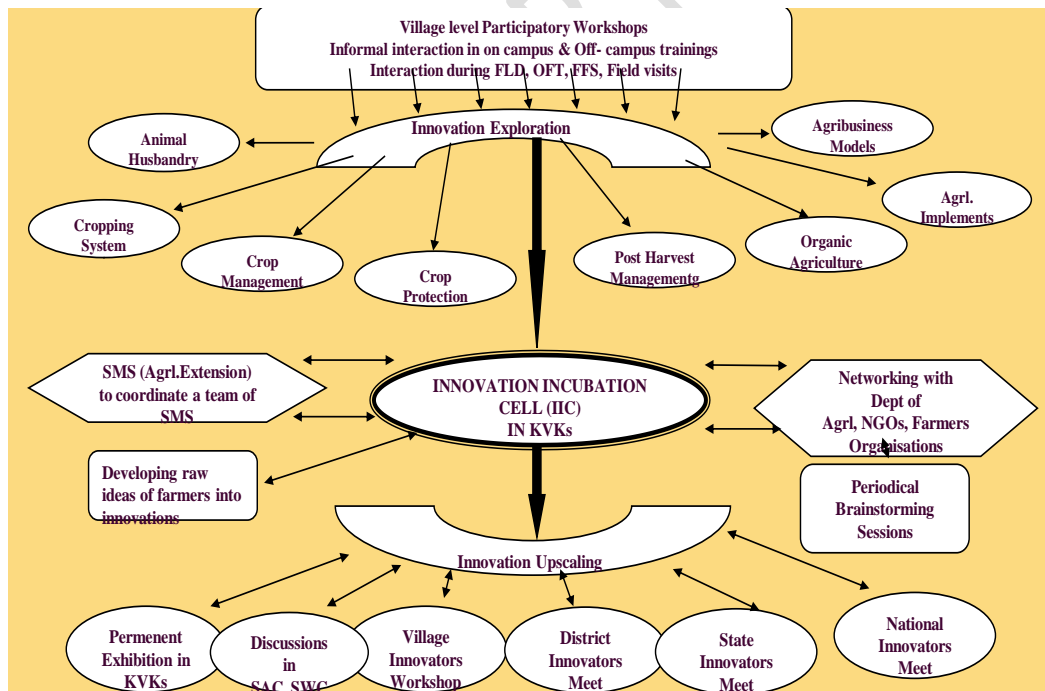 Village level Participatory Workshops
Informal interaction in on campus & Off- campus trainings
Interaction during FLD, OFT, FFS, Field visits
Innovation Exploration
Animal
Husbandry
Agribusiness
Models
Cropping
System
Agrl.
Implements
Crop
Management
Crop
Protection
Post Harvest
Managementg
Organic
Agriculture
SMS (Agrl.Extension)
to coordinate a team of
SMS
INNOVATION INCUBATION
CELL (IIC)
IN KVKs
Networking with
Dept of
Agrl, NGOs, Farmers
Organisations
Developing raw
ideas of farmers into
innovations
Periodical
Brainstorming
Sessions
Innovation Upscaling
Permenent
Exhibition in
KVKs
Discussions
in
SAC, SWC
Village
Innovators
Workshop
District
Innovators
Meet
State
Innovators
Meet
National
Innovators
Meet